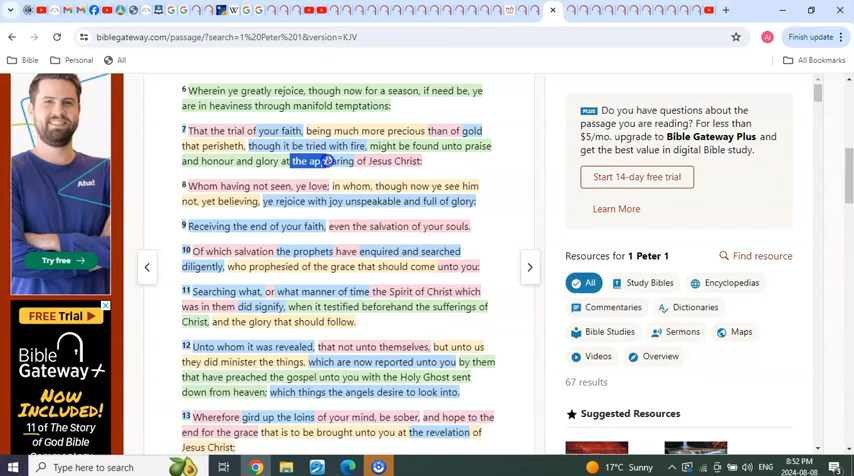 biblegateway.com/passage/?search=1%20Peter%201&version=KJV
AI
Finish update
Bible
Personal
All
All Bookmarks
6 Wherein ye greatly rejoice, though now for a season, if need be, ye
are in heaviness through manifold temptations:
7 That the trial of your faith, being much more precious than of gold
that perisheth, though it be tried with fire, might be found unto praise
and honour and glory at the appearing of Jesus Christ:
8 Whom having not seen, ye love; in whom, though now ye see him
not, yet believing, ye rejoice with joy unspeakable and full of glory:
9 Receiving the end of your faith, even the salvation of your souls.
10 Of which salvation the prophets have enquired and searched
diligently, who prophesied of the grace that should come unto you:
11 Searching what, or what manner of time the Spirit of Christ which
was in them did signify, when it testified beforehand the sufferings of
Christ, and the glory that should follow.
12 Unto whom it was revealed, that not unto themselves, but unto us
they did minister the things, which are now reported unto you by them
that have preached the gospel unto you with the Holy Ghost sent
down from heaven; which things the angels desire to look into.
13 Wherefore gird up the loins of your mind, be sober, and hope to the
end for the grace that is to be brought unto you at the revelation of
Jesus Christ;
Aha!
Try free →
FREE Trial
Bible
Gateway+
Now
INCLUDED!
11 of The Story
of God Bible
Commentary
PLUS Do you have questions about the
passage you are reading? For less than
$5/mo. upgrade to Bible Gateway Plus and
get the best value in digital Bible study.
Start 14-day free trial
Learn More
Resources for 1 Peter 1
Find resource
All
Study Bibles
Encyclopedias
Commentaries
Dictionaries
Bible Studies
Sermons
Maps
Videos
Overview
67 results
Suggested Resources
Type here to search
17°C Sunny
8:52 PM
2024-08-08